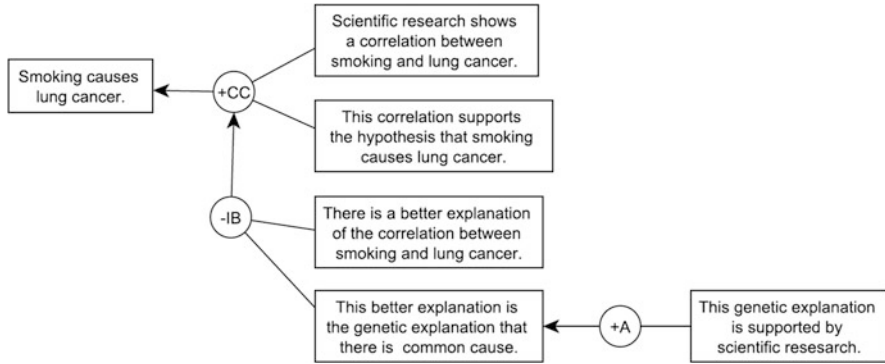 Scientific research shows
a correlation between
smoking and lung cancer.
Smoking causes
lung cancer.
+CC
This correlation supports
the hypothesis that smoking
causes lung cancer.
-IB
There is a better explanation
of the correlation between
smoking and lung cancer.
This better explanation is
the genetic explanation that
there is common cause.
+A
This genetic explanation
is supported by
scientific resesarch.